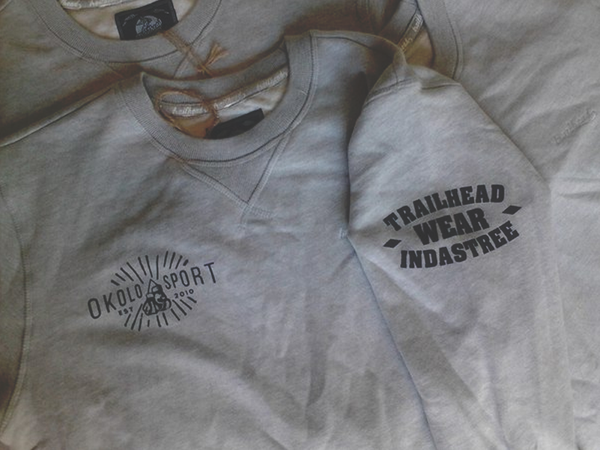 OKOLO SPORT
EST 2010
TRAILHEAD
WEAR
INDASTREE